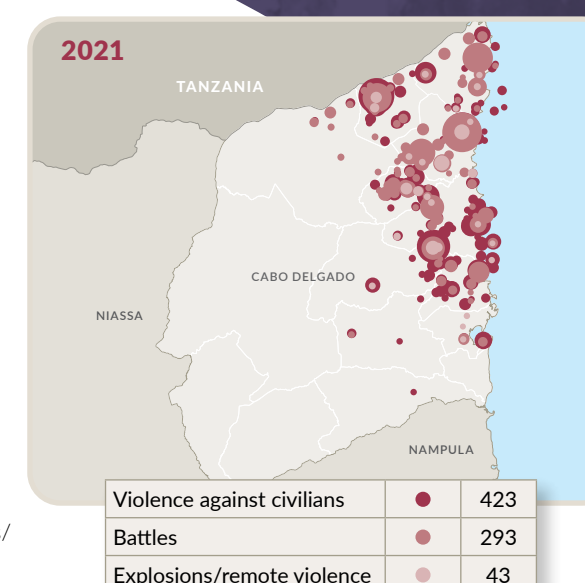 2021
TANZANIA
CABO DELGADO
NIASSA
NAMPULA
/
Violence against civilians 423
Battles 293
Explosions/remote violence 43